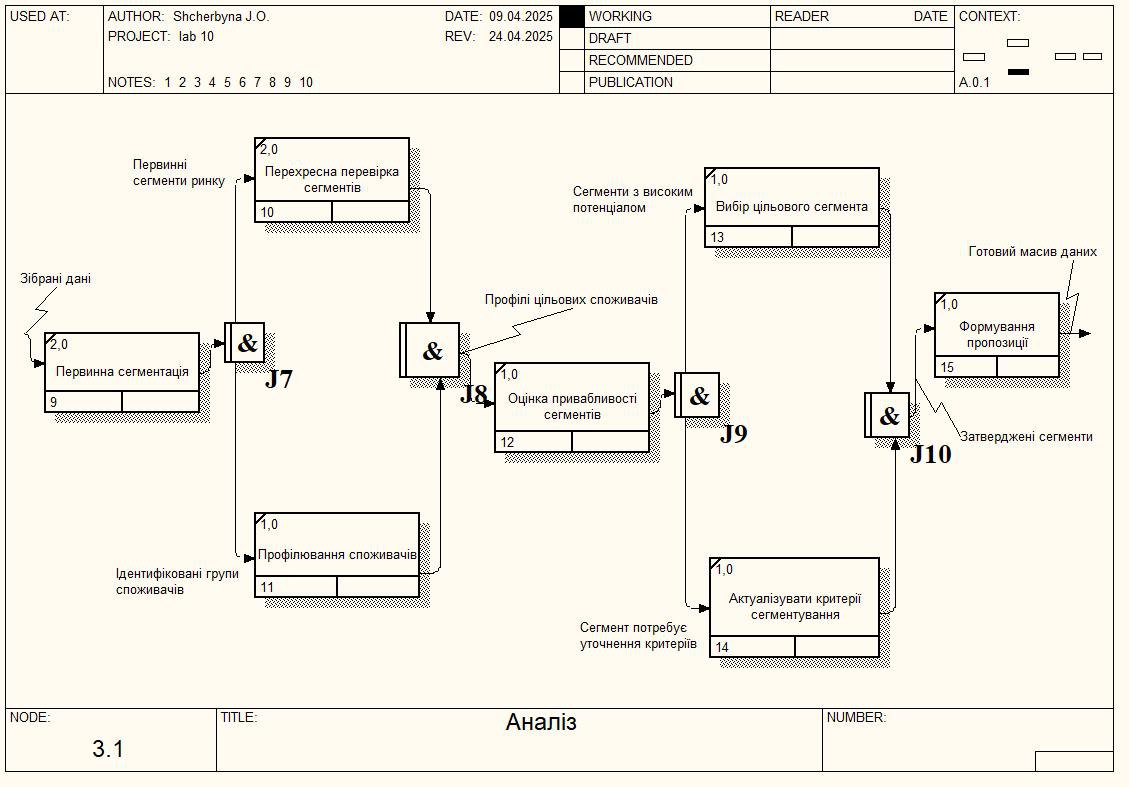 USED AT:
AUTHOR: Shcherbyna J.O.
DATE: 09.04.2025
PROJECT: lab 10
REV: 24.04.2025
NOTES: 1 2 3 4 5 6 7 8 9 10
WORKING
DRAFT
RECOMMENDED
PUBLICATION
READER DATE
CONTEXT:
A.0.1
Зібрані дані
2,0
Первинна сегментація
9
&
J7
Первинні
сегменти ринку
2,0
Перехресна перевірка
сегментів
10
Ідентифіковані групи
споживачів
1,0
Профілювання споживачів
11
&
J8
Профілі цільових споживачів
1,0
Оцінка привабливості
сегментів
12
&
J9
Сегменти з високим
потенціалом
1,0
Вибір цільового сегмента
13
Сегмент потребує
уточнення критеріїв
1,0
Актуалізувати критерії
сегментування
14
&
J10
Затверджені сегменти
1,0
Формування
пропозиції
15
Готовий масив даних
NODE:
3.1
TITLE:
Аналіз
NUMBER: